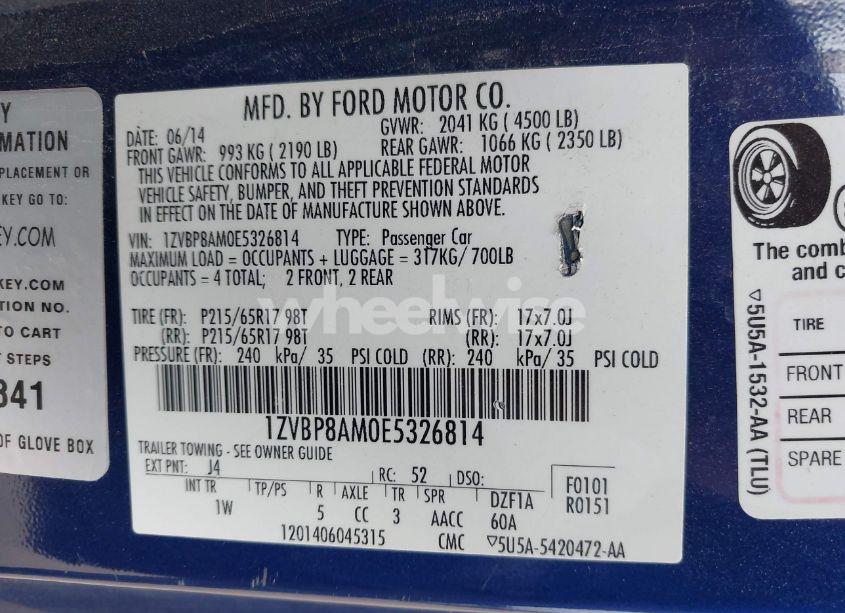 Y
MATION
PLACEMENT OR
KEY GO TO:
EY.COM
KEY.COM
TION NO.
TO CART
T STEPS
841
OF GLOVE BOX
MFD. BY FORD MOTOR CO.
DATE: 06/14 GVWR: 2041 KG ( 4500 LB)
FRONT GAWR: 993 KG ( 2190 LB) REAR GAWR: 1066 KG ( 2350 LB)
THIS VEHICLE CONFORMS TO ALL APPLICABLE FEDERAL MOTOR
VEHICLE SAFETY, BUMPER, AND THEFT PREVENTION STANDARDS
IN EFFECT ON THE DATE OF MANUFACTURE SHOWN ABOVE.
VIN: 1ZVBP8AM0E5326814 TYPE: Passenger Car
MAXIMUM LOAD = OCCUPANTS + LUGGAGE = 317KG/ 700LB
OCCUPANTS = 4 TOTAL; 2 FRONT, 2 REAR
wheelwise
TIRE (FR): P215/65R17 98T RIMS (FR): 17x7.0J
(RR): P215/65R17 98T (RR): 17x7.0J
PRESSURE (FR): 240 kPa/ 35 PSI COLD (RR): 240 kPa/ 35 PSI COLD
1ZVBP8AM0E5326814
TRAILER TOWING - SEE OWNER GUIDE
EXT PNT: J4 RC: 52 DSO: F0101
INT TR TP/PS R AXLE TR SPR DZF1A R0151
1W 5 CC 3 AACC 60A
1201406045315 CMC ▽5U5A-5420472-AA
The comb
and c
TIRE
FRONT
REAR
SPARE
▽5U5A-1532-AA (TLU)